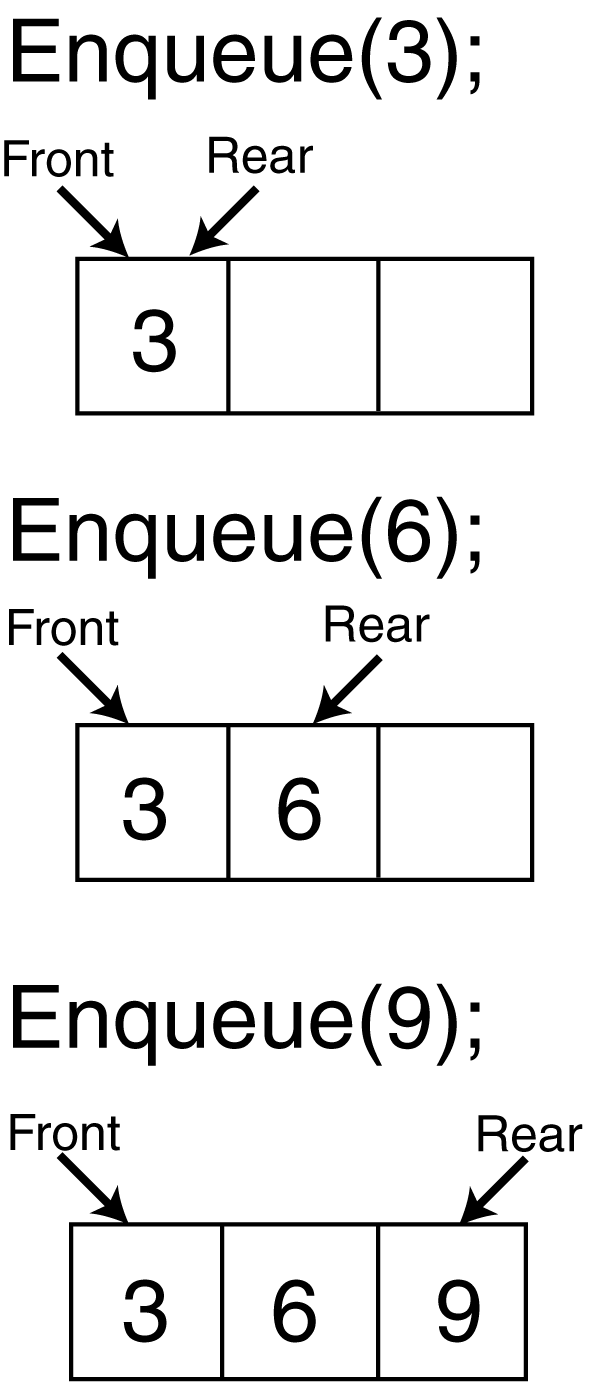 Enqueue(3);
Front Rear
3
Enqueue(6);
Front Rear
3 6
Enqueue(9);
Front Rear
3 6 9